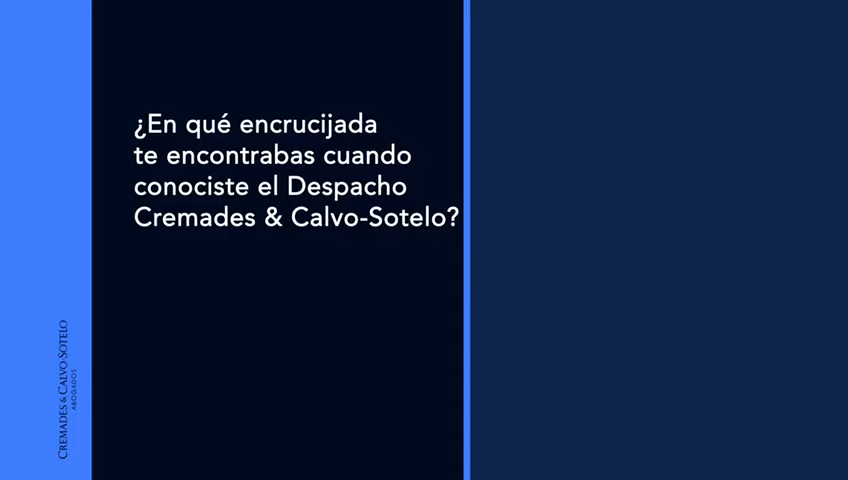 ¿En qué encrucijada
te encontrabas cuando
conociste el Despacho
Cremades & Calvo-Sotelo?
CREMADES & CALVO-SOTELO
ABOGADOS